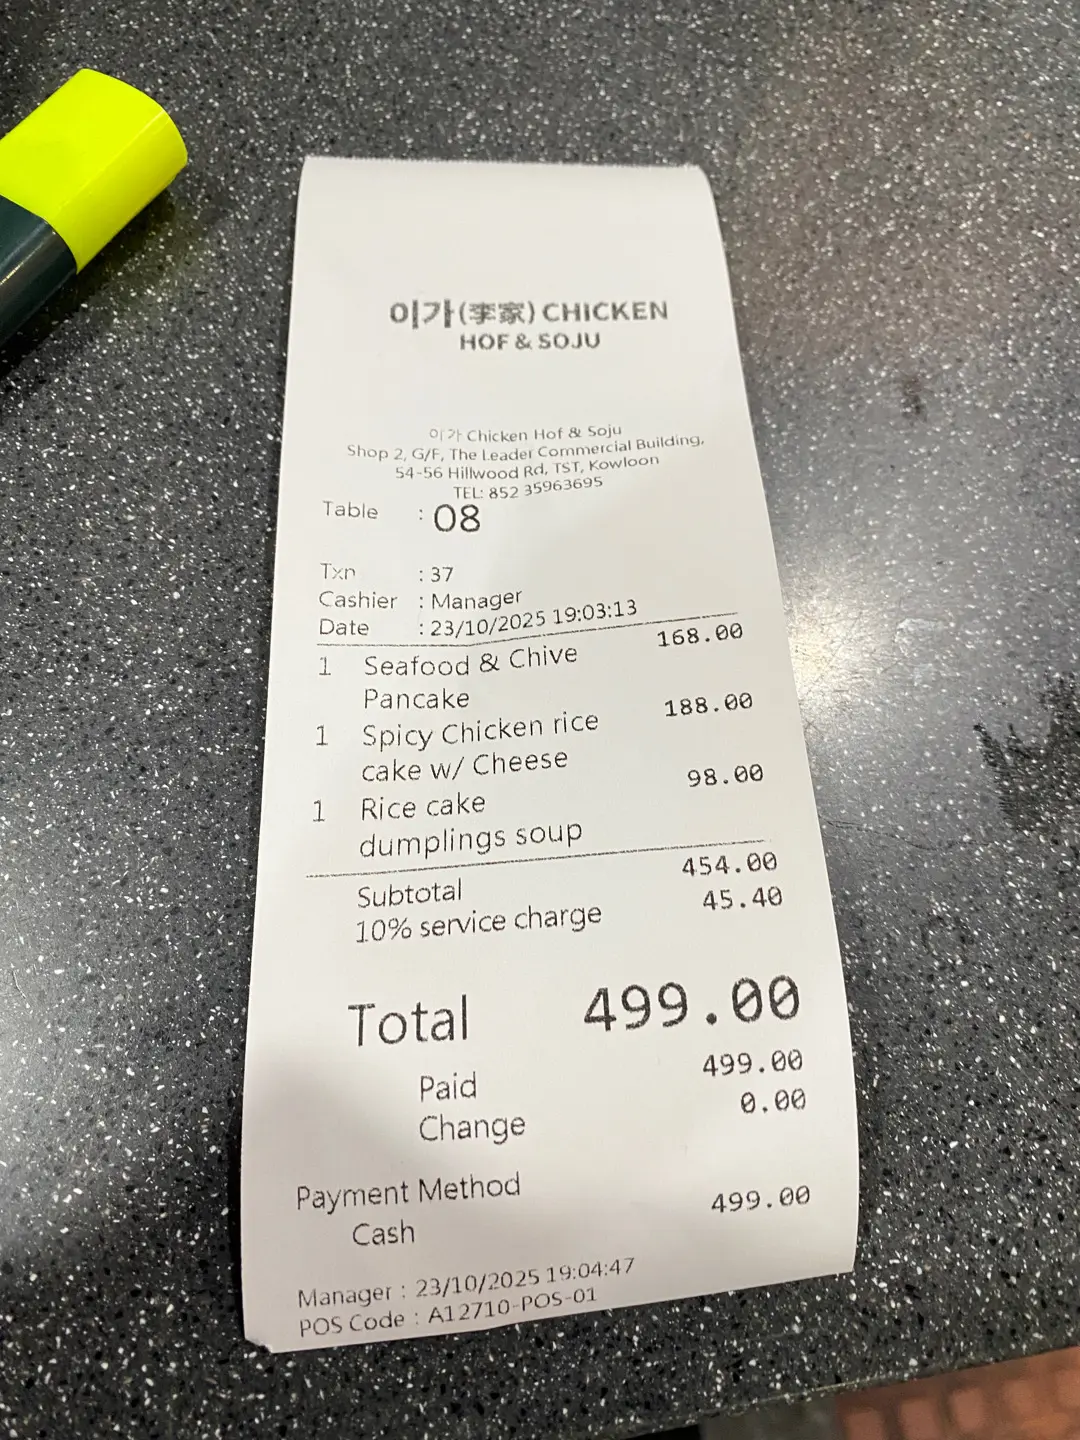 이가(李家) CHICKEN
HOF & SOJU
이가 Chicken Hof & Soju
Shop 2, G/F, The Leader Commercial Building,
54-56 Hillwood Rd, TST, Kowloon
TEL: 852 35963695
Table : 08
Txn : 37
Cashier : Manager
Date : 23/10/2025 19:03:13
1 Seafood & Chive 168.00
Pancake
1 Spicy Chicken rice 188.00
cake w/ Cheese
1 Rice cake 98.00
dumplings soup
Subtotal 454.00
10% service charge 45.40
Total 499.00
Paid 499.00
Change 0.00
Payment Method
Cash 499.00
Manager : 23/10/2025 19:04:47
POS Code : A12710-POS-01